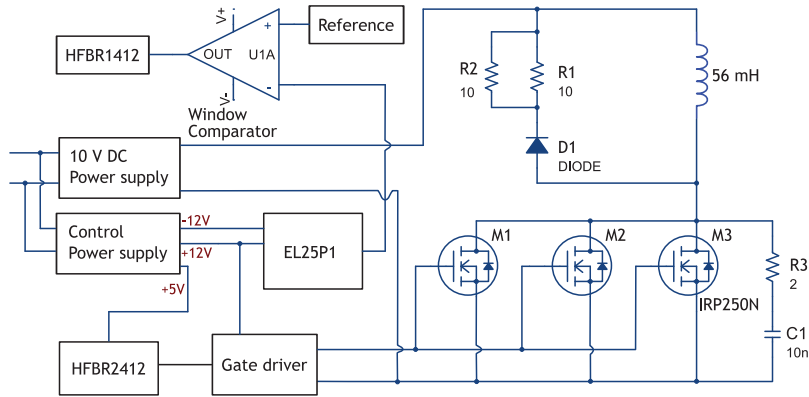 V+
HFBR1412
OUT
U1A
+
-
V-
Reference
Window
Comparator
R2
10
R1
10
56 mH
D1
DIODE
10 V DC
Power supply
Control
Power supply
-12V
+12V
+5V
EL25P1
M1
M2
M3
IRP250N
R3
2
C1
10n
HFBR2412
Gate driver